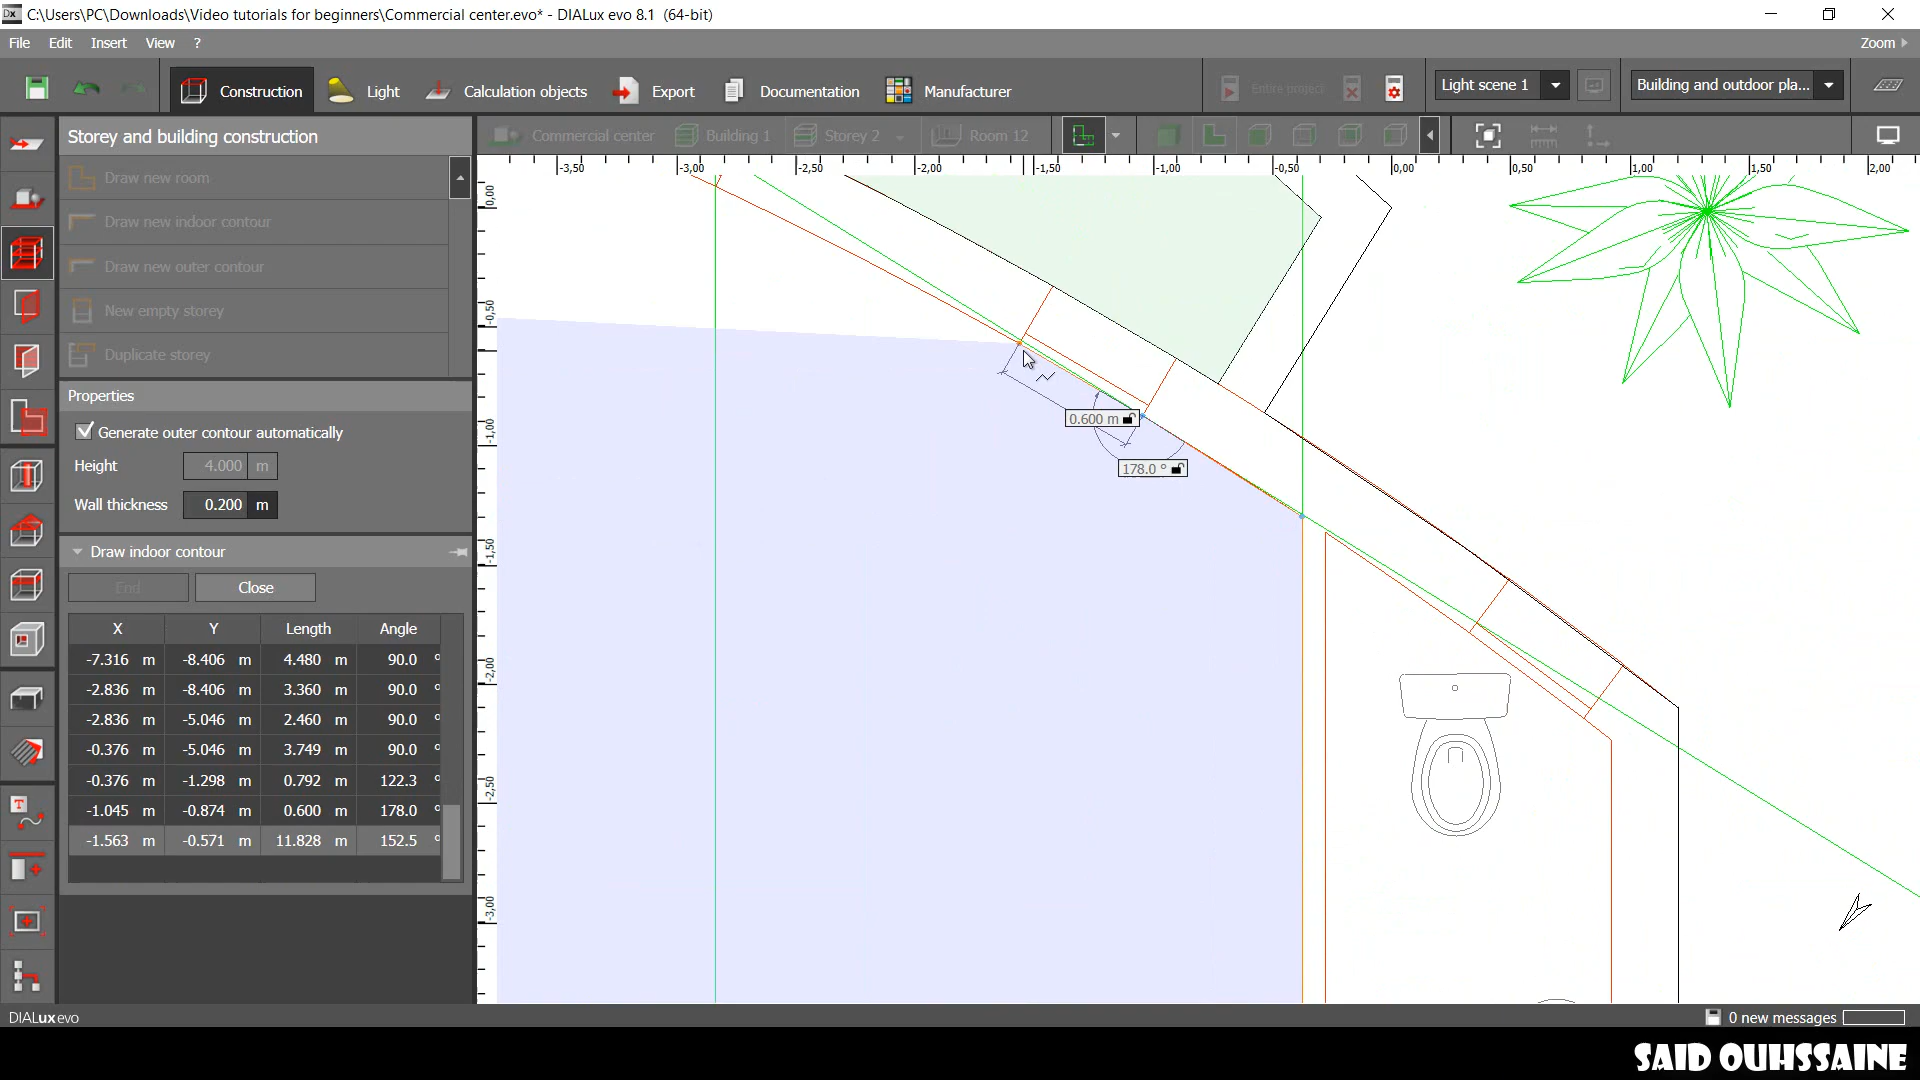 C:\Users\PC\Downloads\Video tutorials for beginners\Commercial center.evo* - DIALux evo 8.1 (64-bit)
File Edit Insert View ? Zoom
Construction Light Calculation objects Export Documentation Manufacturer Entire project Light scene 1 Building and outdoor pla...
Storey and building construction
Commercial center Building 1 Storey 2 Room 12
Draw new room
Draw new indoor contour
Draw new outer contour
New empty storey
Duplicate storey
Properties
Generate outer contour automatically
Height 4.000 m
Wall thickness 0.200 m
Draw indoor contour
End Close
X Y Length Angle
-7.316 m -8.406 m 4.480 m 90.0 °
-2.836 m -8.406 m 3.360 m 90.0 °
-2.836 m -5.046 m 2.460 m 90.0 °
-0.376 m -5.046 m 3.749 m 90.0 °
-0.376 m -1.298 m 0.792 m 122.3 °
-1.045 m -0.874 m 0.600 m 178.0 °
-1.563 m -0.571 m 11.828 m 152.5 °
-3,50 -3,00 -2,50 -2,00 -1,50 -1,00 -0,50 0,00 0,50 1,00 1,50 2,00
0,00
-0,50
-1,00
-1,50
-2,00
-2,50
-3,00
0.600 m
178.0 °
DIALux evo
0 new messages
SAID OUHSSAINE